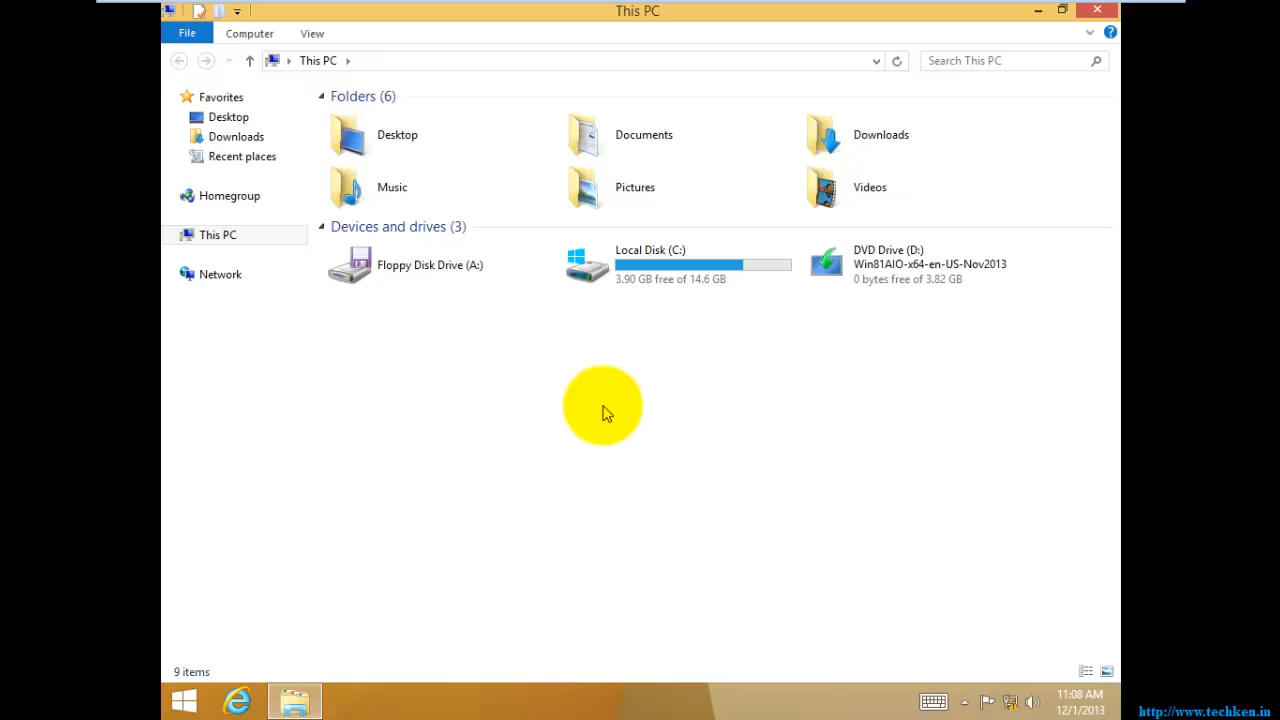 This PC
File Computer View
This PC
Search This PC
Favorites
Desktop
Downloads
Recent places
Homegroup
This PC
Network
Folders (6)
Desktop Documents Downloads
Music Pictures Videos
Devices and drives (3)
Floppy Disk Drive (A:)
Local Disk (C:)
3.90 GB free of 14.6 GB
DVD Drive (D:)
Win81AIO-x64-en-US-Nov2013
0 bytes free of 3.82 GB
9 items
11:08 AM
12/1/2013
http://www.techken.in